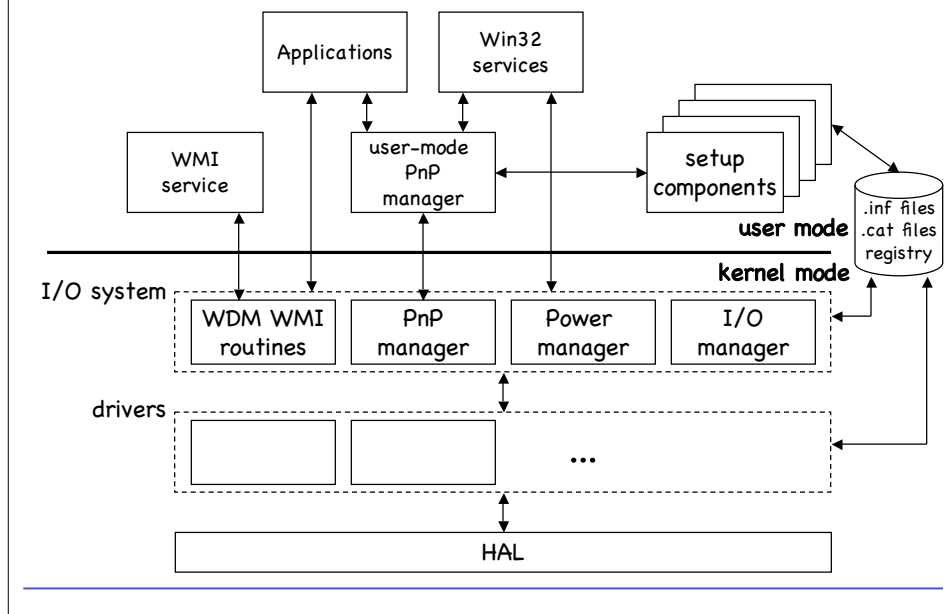 Applications
Win32
services
WMI
service
user-mode
PnP
manager
setup
components
.inf files
.cat files
registry
user mode
kernel mode
I/O system
WDM WMI
routines
PnP
manager
Power
manager
I/O
manager
drivers
...
HAL